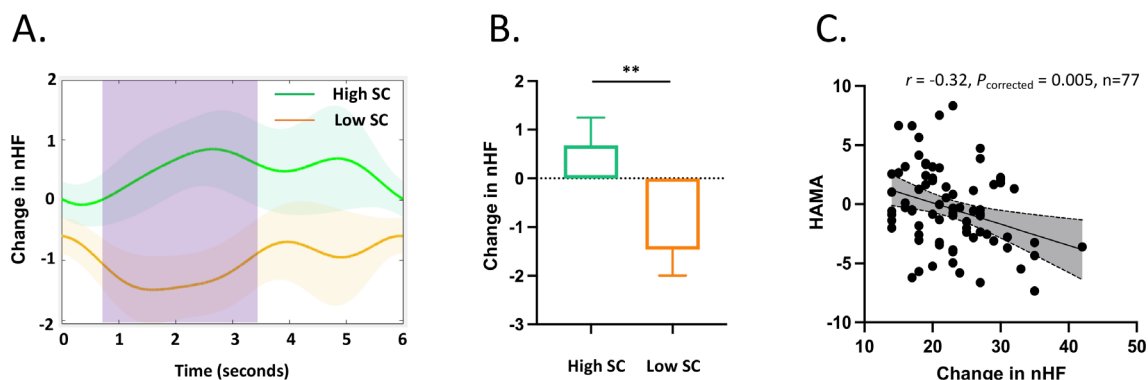 A.
Change in nHF
2
1
0
-1
-2
High SC
Low SC
0 1 2 3 4 5 6
Time (seconds)
B.
Change in nHF
2
1
0
-1
-2
-3
**
High SC Low SC
C.
HAMA
10
5
0
-5
-10
r = -0.32, Pcorrected = 0.005, n=77
10 20 30 40 50
Change in nHF